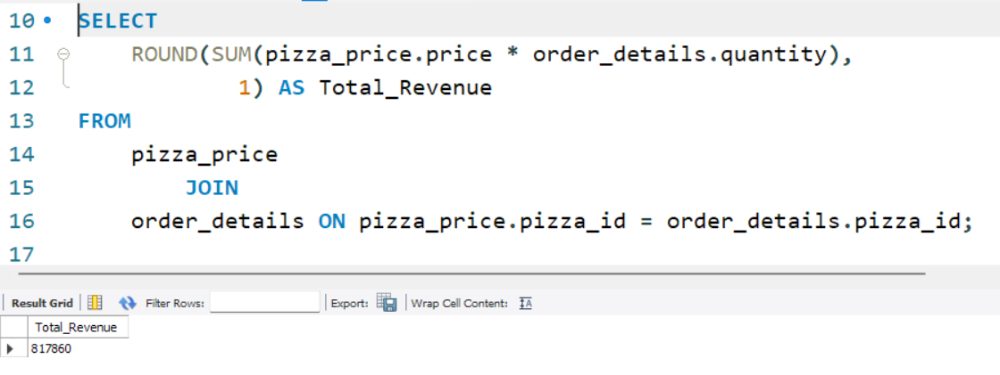 10 SELECT
11 ROUND(SUM(pizza_price.price * order_details.quantity),
12 1) AS Total_Revenue
13 FROM
14 pizza_price
15 JOIN
16 order_details ON pizza_price.pizza_id = order_details.pizza_id;
17
Result Grid Filter Rows: Export: Wrap Cell Content: IA
Total_Revenue
817860